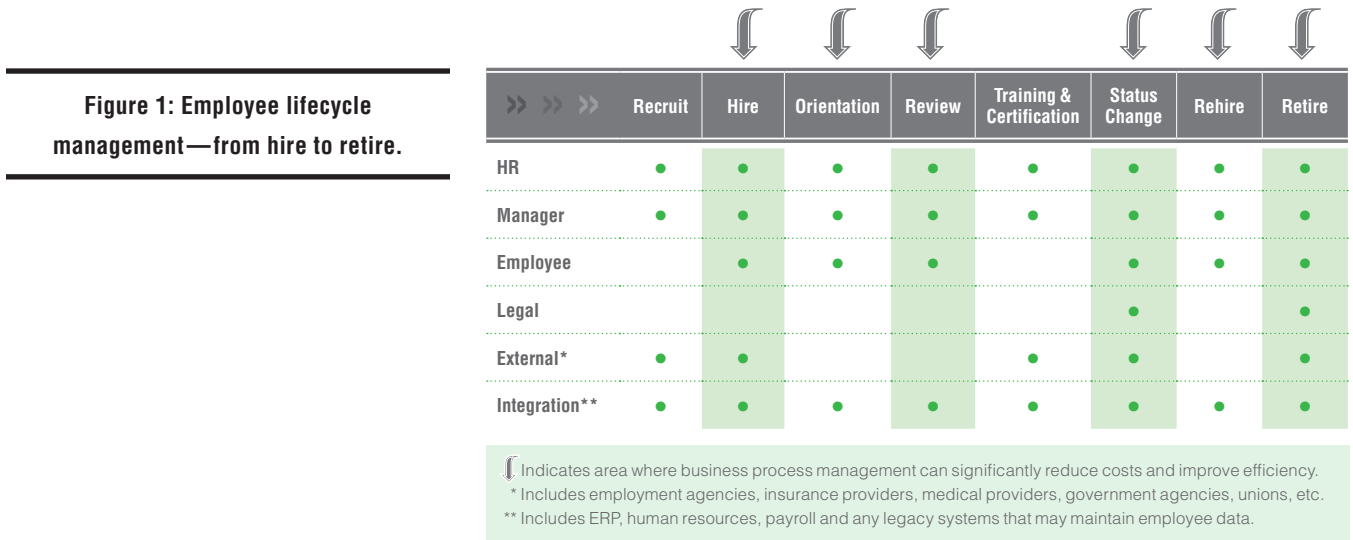 Figure 1: Employee lifecycle
management—from hire to retire.
Recruit Hire Orientation Review Training & Certification Status Change Rehire Retire
HR
Manager
Employee
Legal
External*
Integration**
Indicates area where business process management can significantly reduce costs and improve efficiency.
* Includes employment agencies, insurance providers, medical providers, government agencies, unions, etc.
** Includes ERP, human resources, payroll and any legacy systems that may maintain employee data.